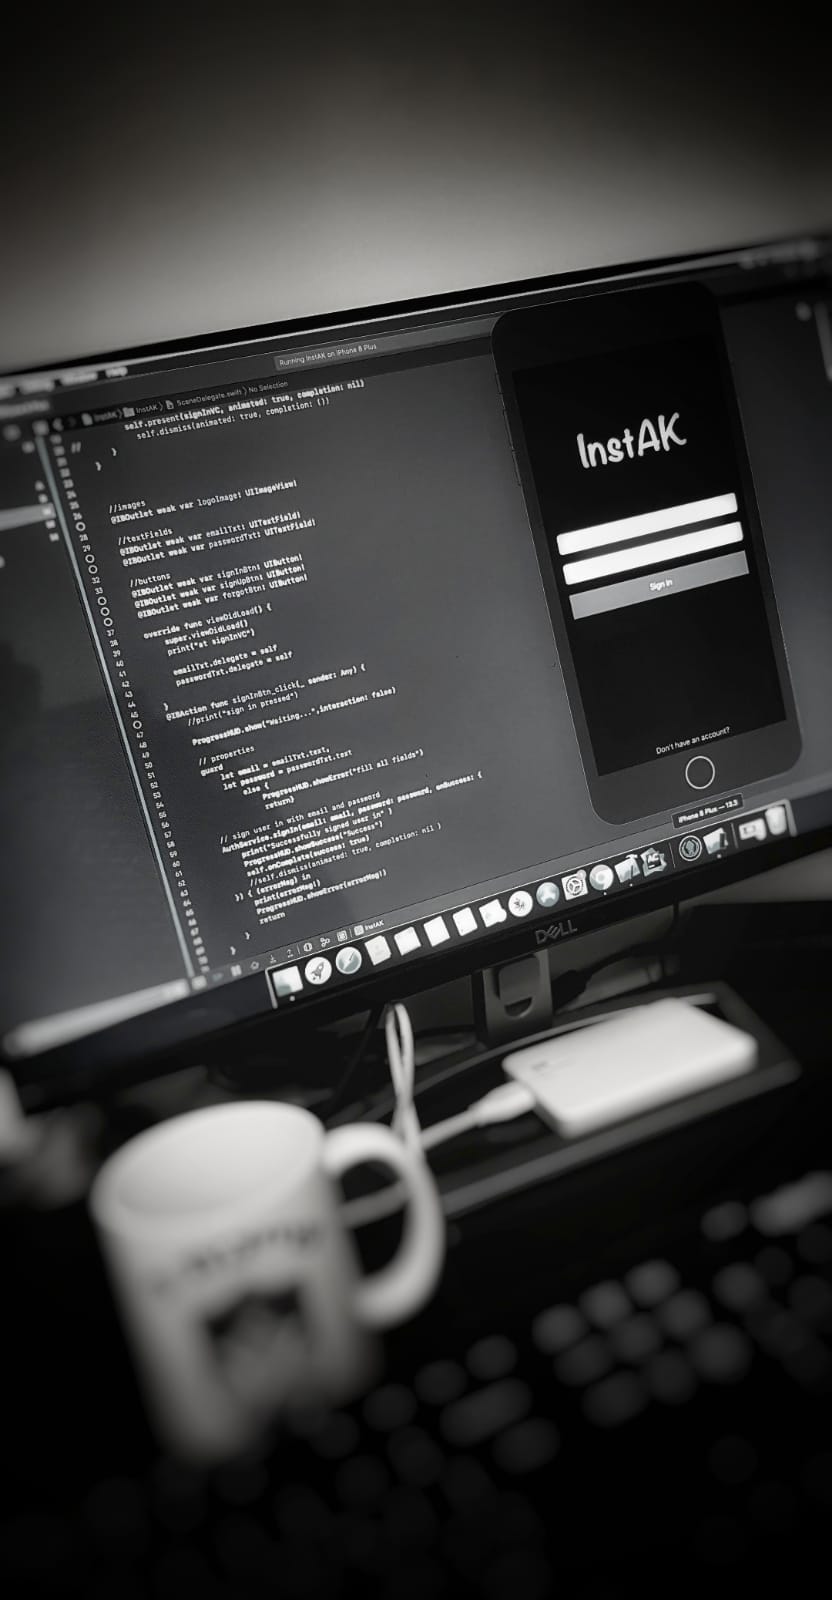 Window Help
Running InstAK on iPhone 8 Plus
InstAK InstAK SceneDelegate.swift No Selection
self.present(signInVC, animated: true, completion: nil)
// self.dismiss(animated: true, completion: {})
}
}
//images
@IBOutlet weak var logoImage: UIImageView!
//textFields
@IBOutlet weak var emailTxt: UITextField!
@IBOutlet weak var passwordTxt: UITextField!
//buttons
@IBOutlet weak var signInBtn: UIButton!
@IBOutlet weak var signUpBtn: UIButton!
@IBOutlet weak var forgotBtn: UIButton!
override func viewDidLoad() {
super.viewDidLoad()
print("at signInVC")
emailTxt.delegate = self
passwordTxt.delegate = self
}
@IBAction func signInBtn_click(_ sender: Any) {
//print("sign in pressed")
ProgressHUD.show("Waiting...",interaction: false)
// properties
guard let email = emailTxt.text,
let password = passwordTxt.text
else {
ProgressHUD.showError("fill all fields")
return}
// sign user in with email and password
AuthService.signIn(email: email, password: password, onSuccess: {
print("Successfully signed user in" )
ProgressHUD.showSuccess("Success")
self.onComplete(success: true)
//self.dismiss(animated: true, completion: nil )
}) { (errorMsg) in
print(errorMsg!)
ProgressHUD.showError(errorMsg!)
return
}
}
InstAK
InstAK
Sign in
Don't have an account?
iPhone 8 Plus — 13.3
DELL